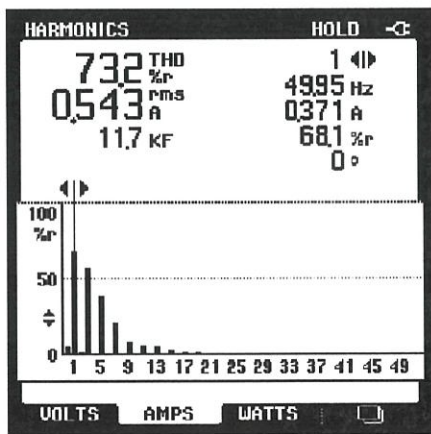 HARMONICS HOLD
73.2 THD %r 1
0.543 rms A 49.95 Hz
11.7 KF 0.371 A
68.1 %r
0 °
100
%r
50
0
1 5 9 13 17 21 25 29 33 37 41 45 49
VOLTS AMPS WATTS